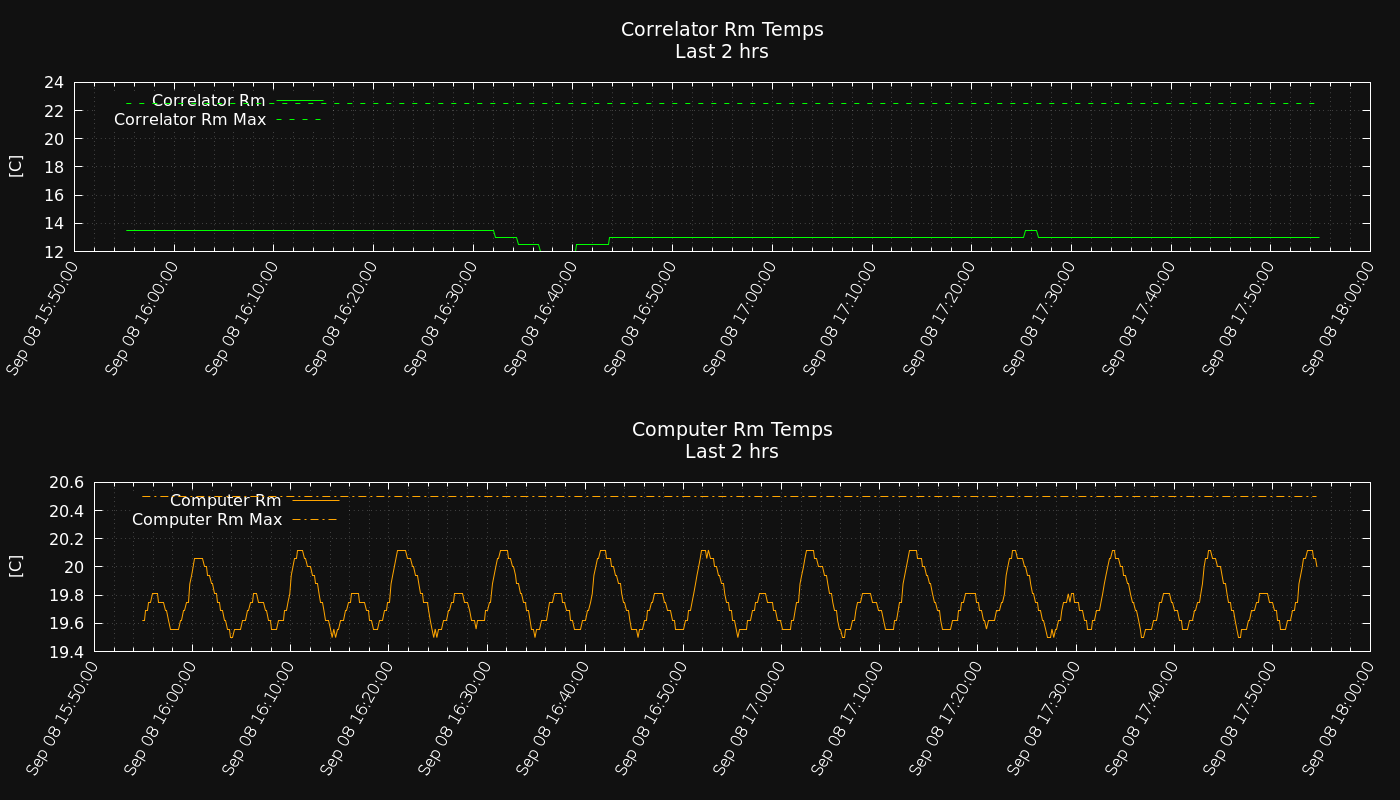 Correlator Rm Temps
Last 2 hrs
[C]
24
22
20
18
16
14
12
Correlator Rm
Correlator Rm Max
Sep 08 15:50:00
Sep 08 16:00:00
Sep 08 16:10:00
Sep 08 16:20:00
Sep 08 16:30:00
Sep 08 16:40:00
Sep 08 16:50:00
Sep 08 17:00:00
Sep 08 17:10:00
Sep 08 17:20:00
Sep 08 17:30:00
Sep 08 17:40:00
Sep 08 17:50:00
Sep 08 18:00:00
Computer Rm Temps
Last 2 hrs
[C]
20.6
20.4
20.2
20
19.8
19.6
19.4
Computer Rm
Computer Rm Max
Sep 08 15:50:00
Sep 08 16:00:00
Sep 08 16:10:00
Sep 08 16:20:00
Sep 08 16:30:00
Sep 08 16:40:00
Sep 08 16:50:00
Sep 08 17:00:00
Sep 08 17:10:00
Sep 08 17:20:00
Sep 08 17:30:00
Sep 08 17:40:00
Sep 08 17:50:00
Sep 08 18:00:00